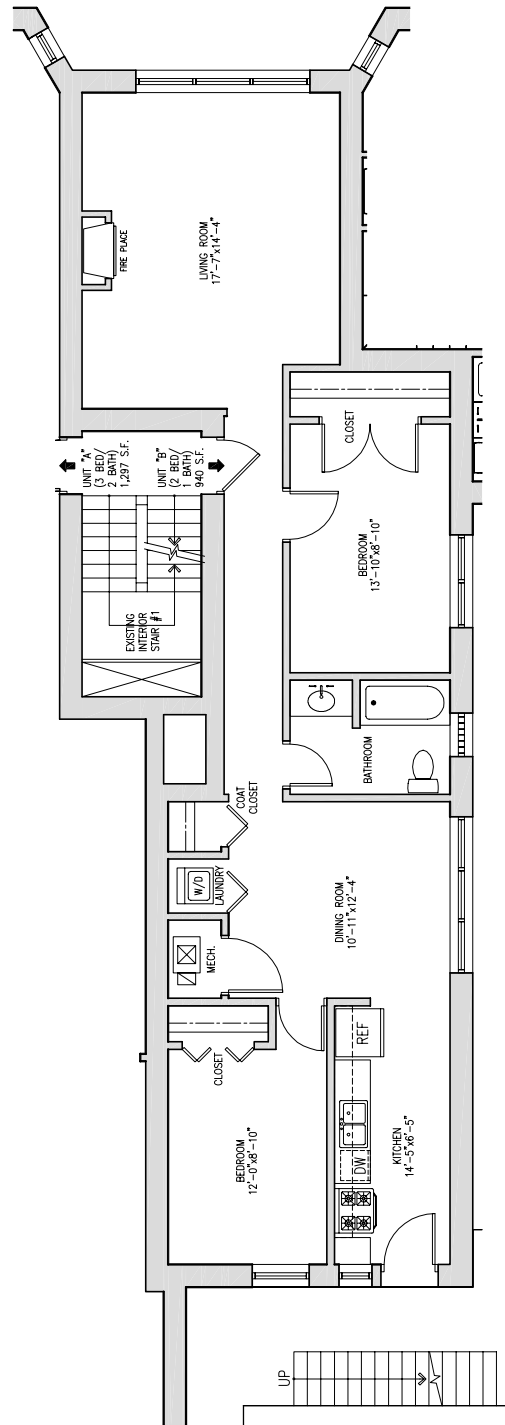 FIRE PLACE
LIVING ROOM
17'-7"x14'-4"
UNIT "A"
(3 BED/
2 BATH)
1,297 S.F.
UNIT "B"
(2 BED/
1 BATH)
940 S.F.
CLOSET
BEDROOM
13'-10"x8'-10"
EXISTING
INTERIOR
STAIR #1
BATHROOM
COAT
CLOSET
W/D
LAUNDRY
DINING ROOM
10'-11"x12'-4"
MECH.
REF
CLOSET
BEDROOM
12'-0"x8'-10"
DW
KITCHEN
14'-5"x6'-5"
UP